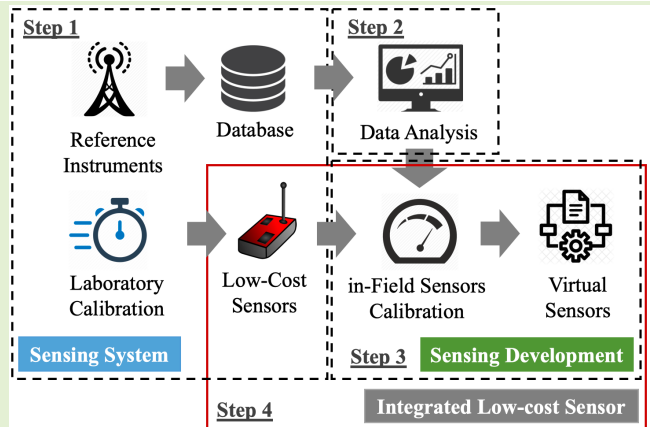 Step 1
Step 2
Reference
Instruments
Database
Data Analysis
Laboratory
Calibration
Low-Cost
Sensors
in-Field Sensors
Calibration
Virtual
Sensors
Sensing System
Step 3
Sensing Development
Step 4
Integrated Low-cost Sensor